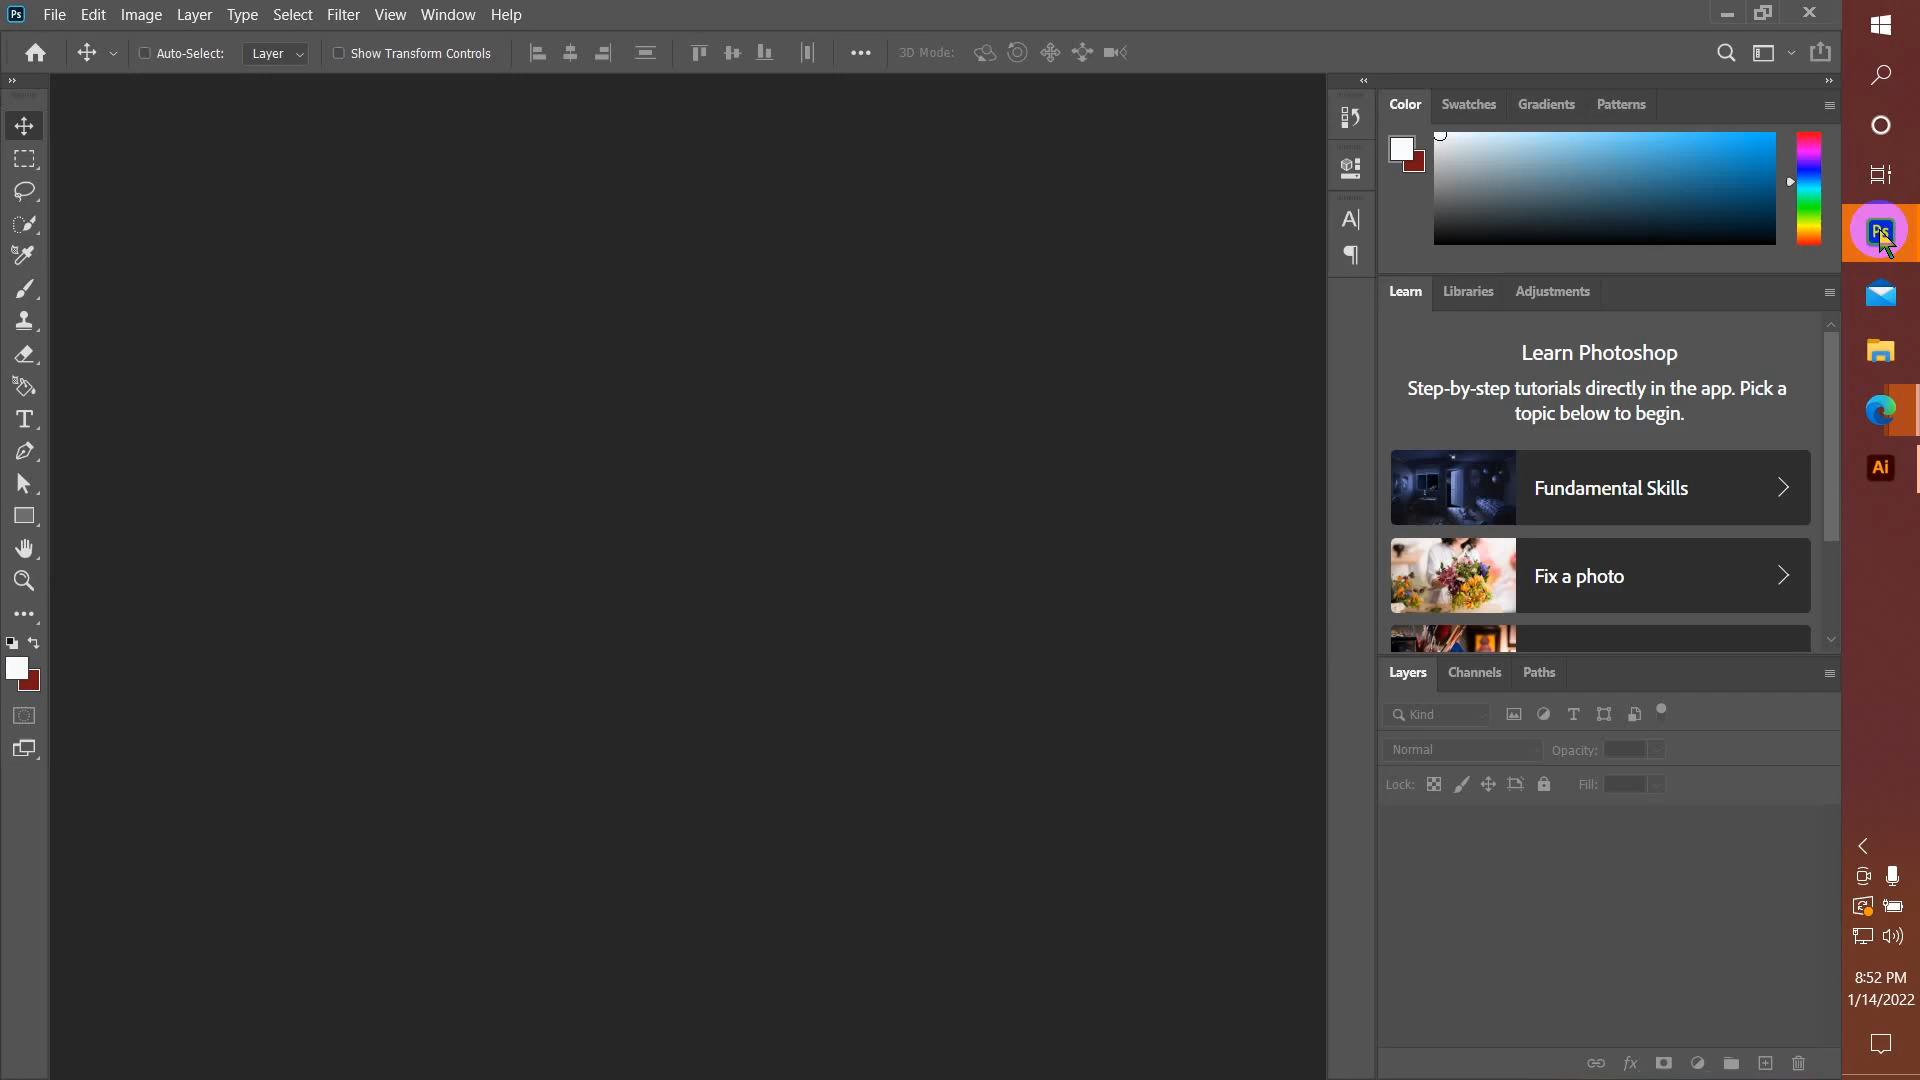 Ps File Edit Image Layer Type Select Filter View Window Help
Auto-Select: Layer Show Transform Controls 3D Mode:
Color Swatches Gradients Patterns
Ps
Learn Libraries Adjustments
Learn Photoshop
Step-by-step tutorials directly in the app. Pick a
topic below to begin.
Ai
Fundamental Skills
Fix a photo
Layers Channels Paths
Kind
Normal Opacity:
Lock: Fill:
8:52 PM
1/14/2022